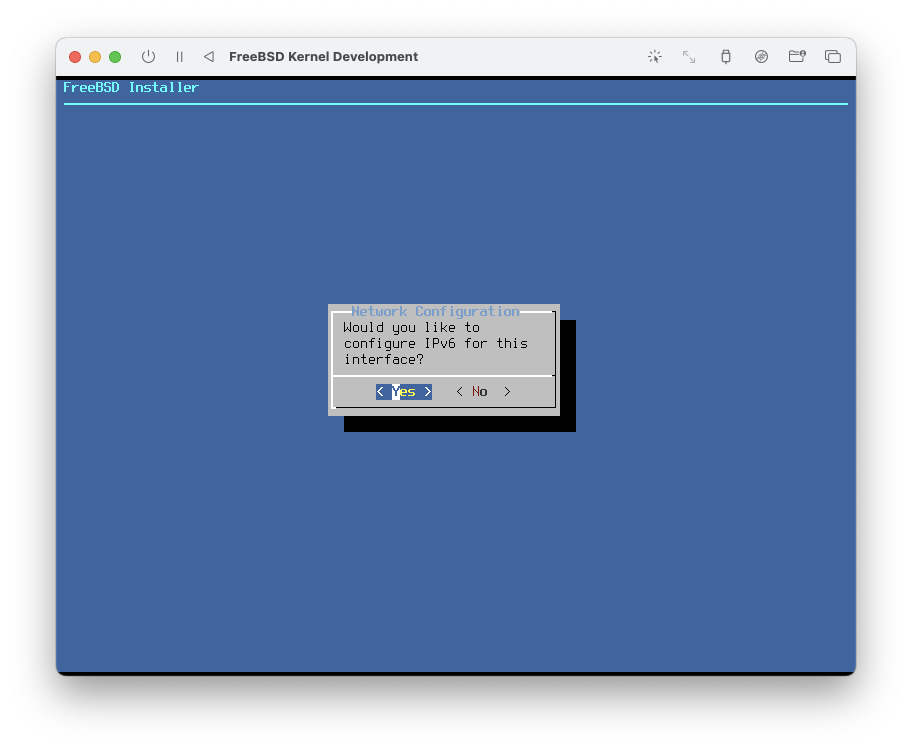 FreeBSD Kernel Development
FreeBSD Installer
Network Configuration
Would you like to
configure IPv6 for this
interface?
< Yes > < No >